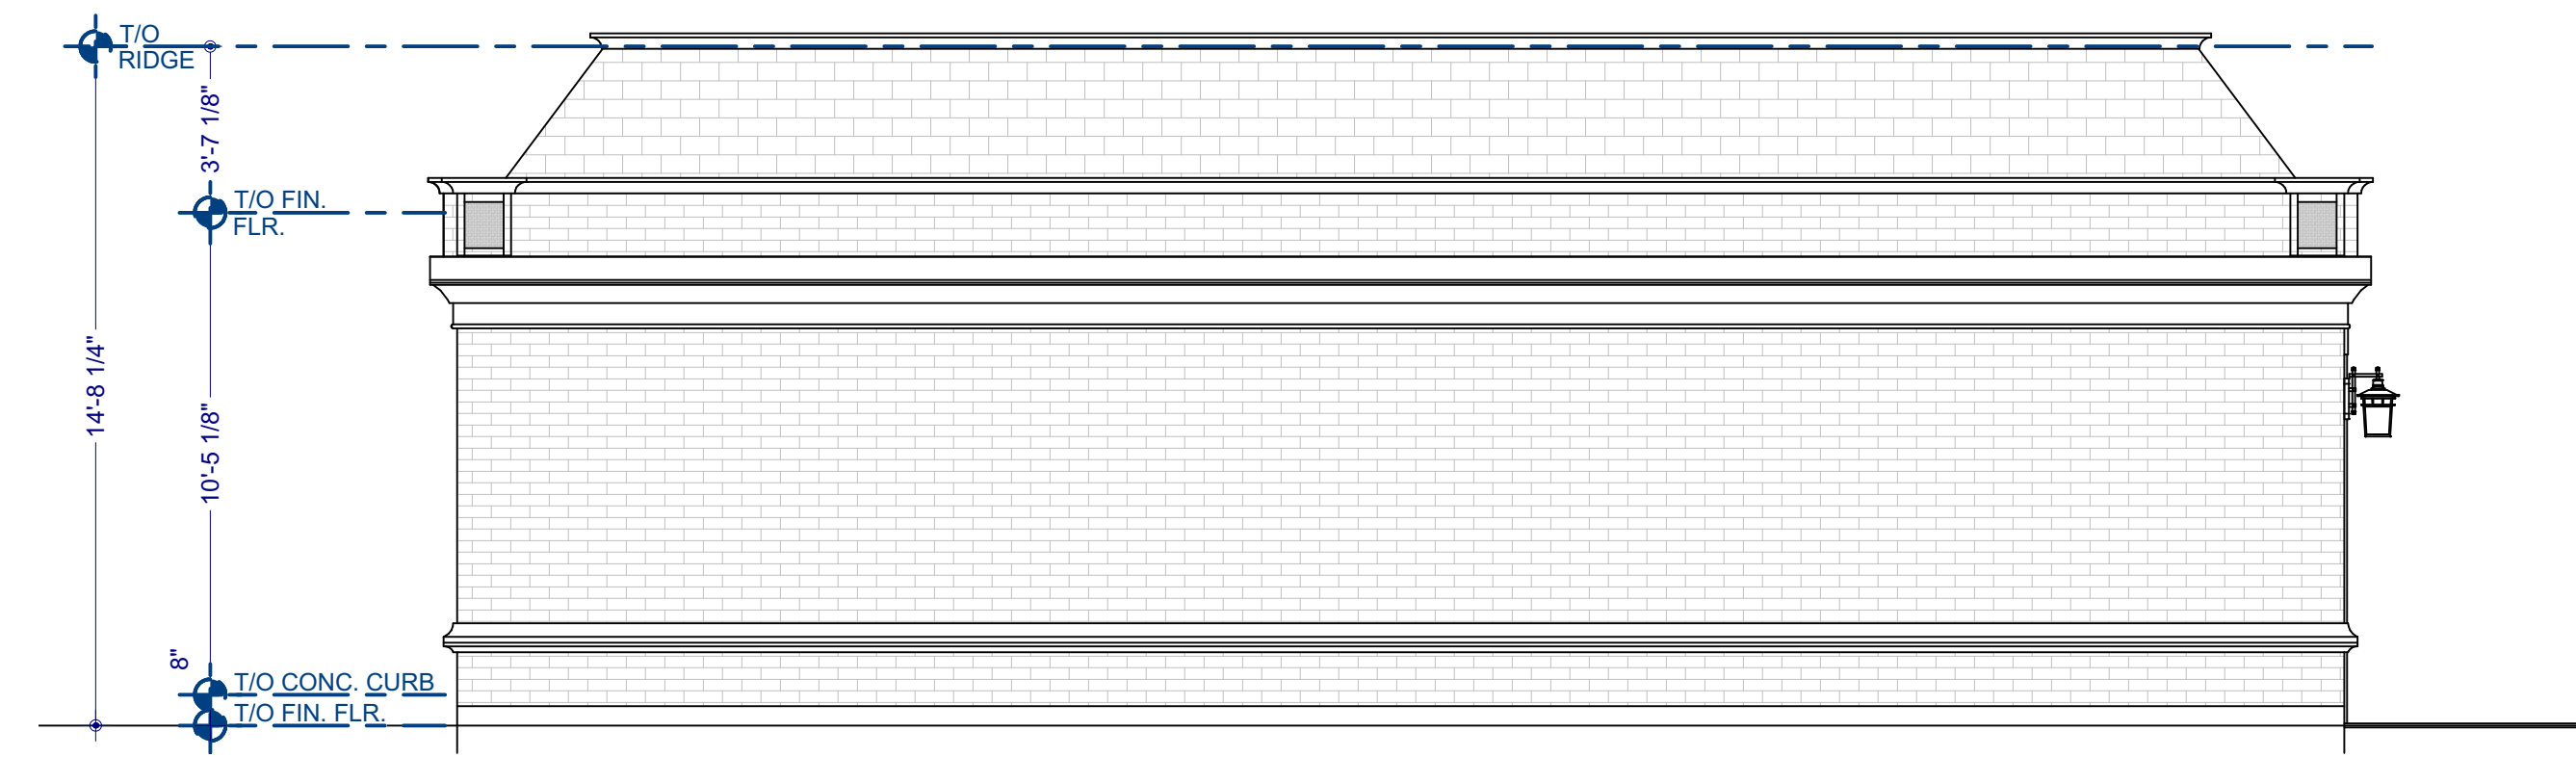 T/O
RIDGE
3'-7 1/8"
T/O FIN.
FLR.
14'-8 1/4"
10'-5 1/8"
8"
T/O CONC. CURB
T/O FIN. FLR.